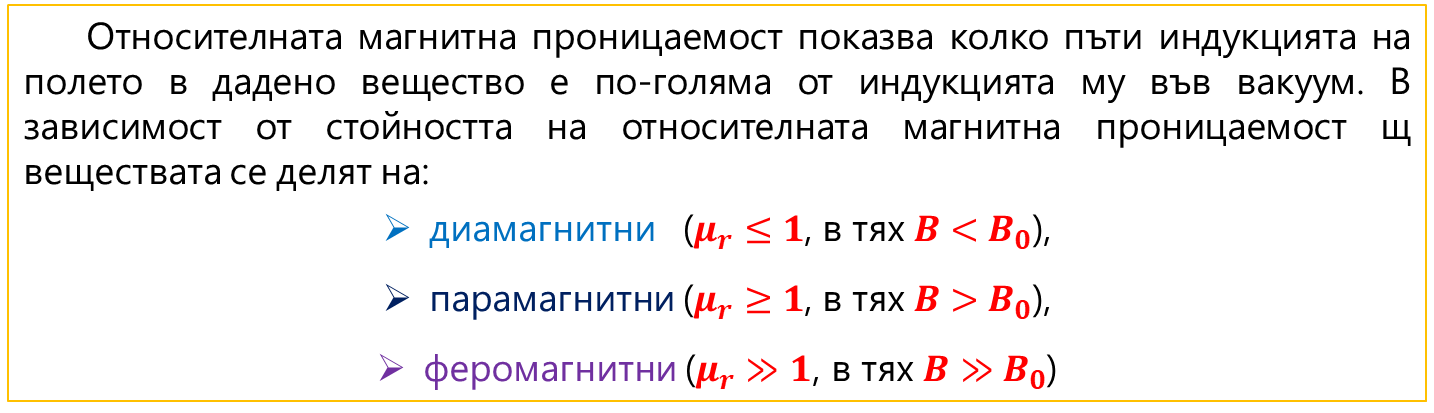 Относителната магнитна проницаемост показва колко пъти индукцията на
полето в дадено вещество е по-голяма от индукцията му във вакуум. В
зависимост от стойността на относителната магнитна проницаемост щ
веществата се делят на:
➢ диамагнитни (μᵣ ≤ 1, в тях B < B₀),
➢ парамагнитни (μᵣ ≥ 1, в тях B > B₀),
➢ феромагнитни (μᵣ ≫ 1, в тях B ≫ B₀)